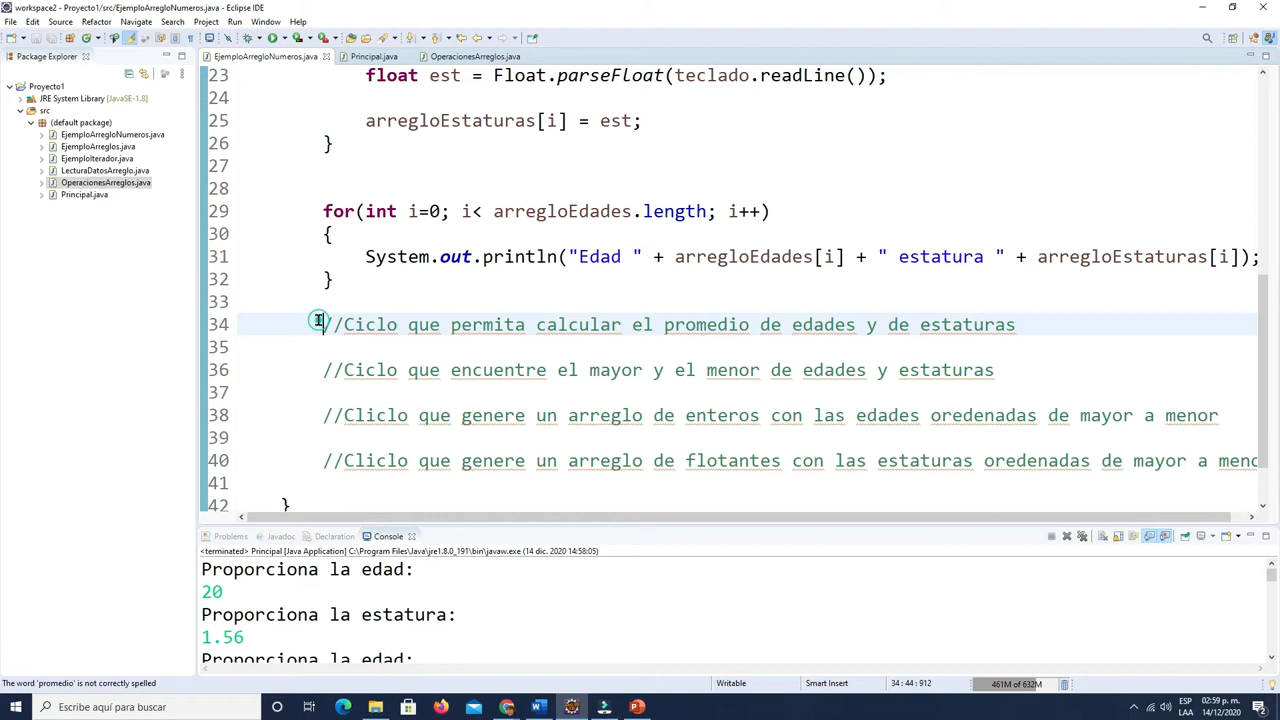 workspace2 - Proyecto1/src/EjemploArregloNumeros.java - Eclipse IDE
File Edit Source Refactor Navigate Search Project Run Window Help
Package Explorer
Proyecto1
JRE System Library [JavaSE-1.8]
src
(default package)
EjemploArregloNumeros.java
EjemploArreglos.java
EjemploIterador.java
LecturaDatosArreglo.java
OperacionesArreglos.java
Principal.java
EjemploArregloNumeros.java Principal.java OperacionesArreglos.java
23 float est = Float.parseFloat(teclado.readLine());
24
25 arregloEstaturas[i] = est;
26 }
27
28
29 for(int i=0; i< arregloEdades.length; i++)
30 {
31 System.out.println("Edad " + arregloEdades[i] + " estatura " + arregloEstaturas[i]);
32 }
33
34 //Ciclo que permita calcular el promedio de edades y de estaturas
35
36 //Ciclo que encuentre el mayor y el menor de edades y estaturas
37
38 //Cliclo que genere un arreglo de enteros con las edades oredenadas de mayor a menor
39
40 //Cliclo que genere un arreglo de flotantes con las estaturas oredenadas de mayor a meno
41
42 }
Problems Javadoc Declaration Console
<terminated> Principal [Java Application] C:\Program Files\Java\jre1.8.0_191\bin\javaw.exe (14 dic. 2020 14:58:05)
Proporciona la edad:
20
Proporciona la estatura:
1.56
Proporciona la edad:
The word 'promedio' is not correctly spelled Writable Smart Insert 34 : 44 : 912 461M of 632M
Escribe aquí para buscar
ESP 02:59 p. m.
LAA 14/12/2020